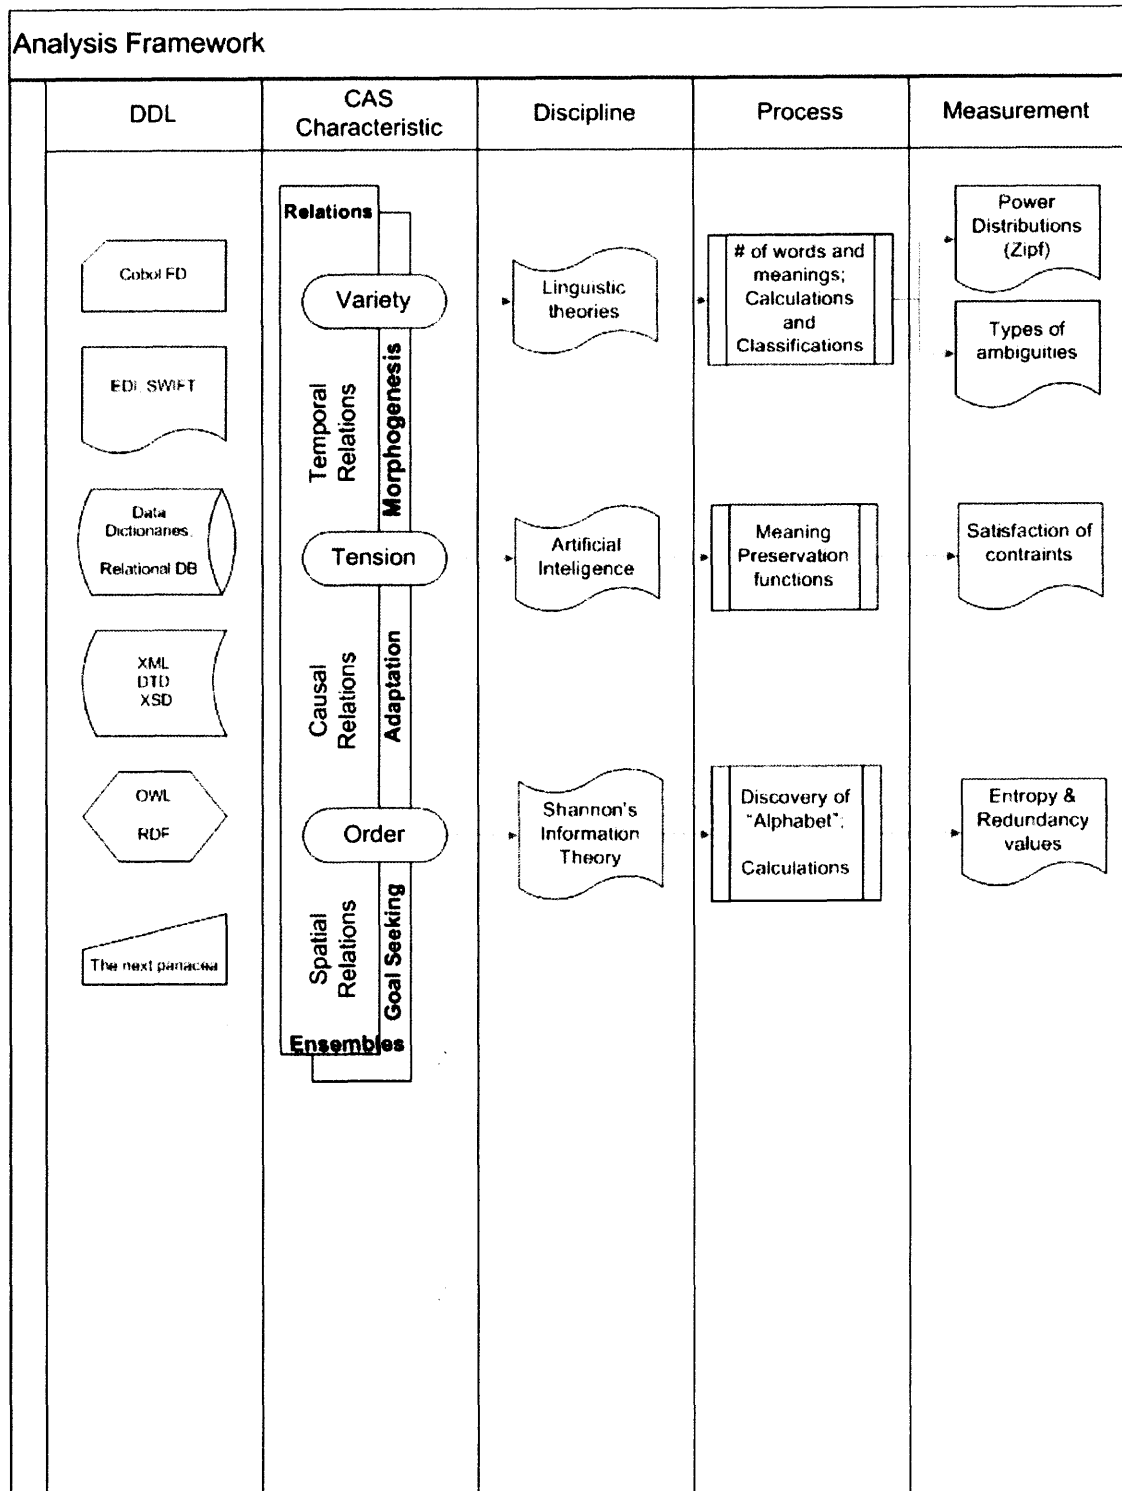 Analysis Framework
DDL
CAS
Characteristic
Discipline
Process
Measurement
Cobol FD
EDI, SWIFT
Data
Dictionaries,
Relational DB
XML
DTD
XSD
OWL
RDF
The next panacea
Relations
Variety
Temporal
Relations
Morphogenesis
Tension
Causal
Relations
Adaptation
Order
Spatial
Relations
Goal Seeking
Ensembles
Linguistic
theories
Artificial
Inteligence
Shannon's
Information
Theory
# of words and
meanings;
Calculations
and
Classifications
Meaning
Preservation
functions
Discovery of
"Alphabet";
Calculations
Power
Distributions
(Zipf)
Types of
ambiguities
Satisfaction of
contraints
Entropy &
Redundancy
values